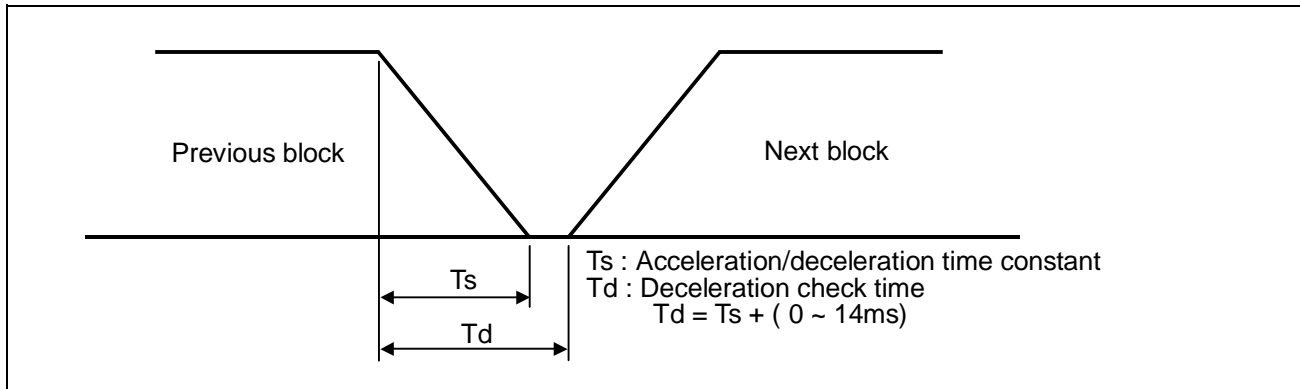 Previous block
Next block
Ts : Acceleration/deceleration time constant
Td : Deceleration check time
Td = Ts + ( 0 ~ 14ms)
Ts
Td